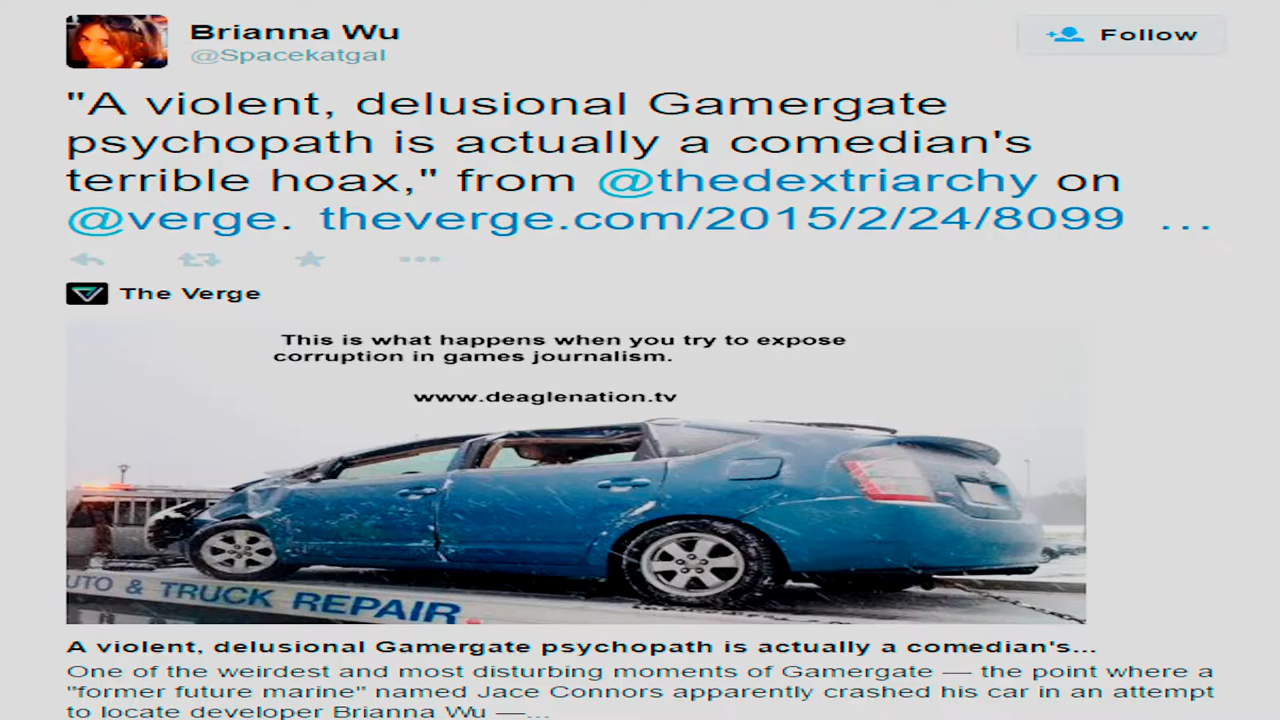 Brianna Wu
@Spacekatgal
Follow
"A violent, delusional Gamergate
psychopath is actually a comedian's
terrible hoax," from @thedextriarchy on
@verge. theverge.com/2015/2/24/8099 ...
The Verge
This is what happens when you try to expose
corruption in games journalism.
www.deaglenation.tv
UTO & TRUCK REPAIR.
A violent, delusional Gamergate psychopath is actually a comedian's...
One of the weirdest and most disturbing moments of Gamergate — the point where a
"former future marine" named Jace Connors apparently crashed his car in an attempt
to locate developer Brianna Wu —...